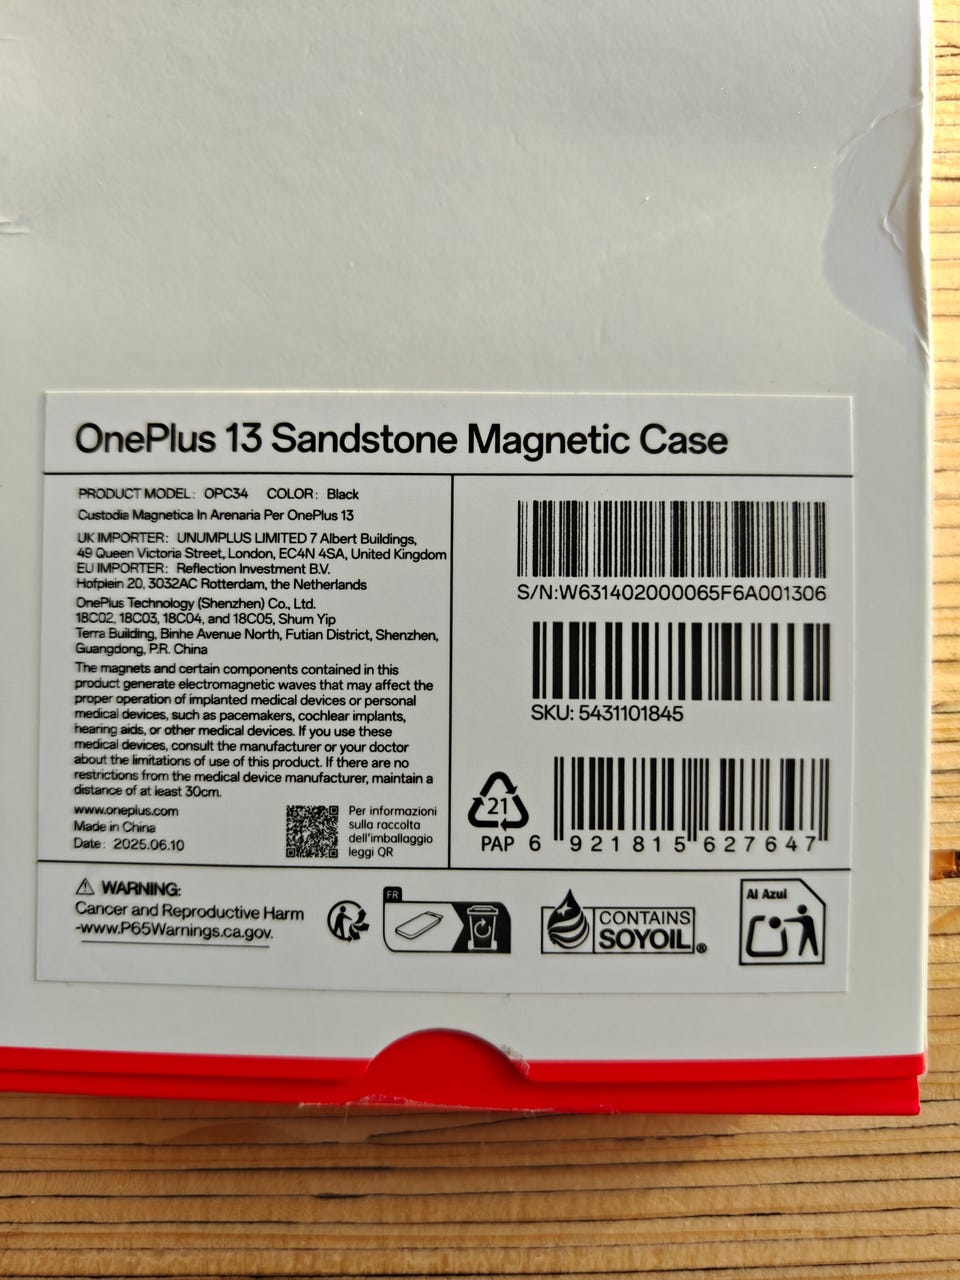 OnePlus 13 Sandstone Magnetic Case
PRODUCT MODEL: OPC34 COLOR: Black
Custodia Magnetica In Arenaria Per OnePlus 13
UK IMPORTER: UNUMPLUS LIMITED 7 Albert Buildings,
49 Queen Victoria Street, London, EC4N 4SA, United Kingdom
EU IMPORTER: Reflection Investment B.V.
Hofplein 20, 3032AC Rotterdam, the Netherlands
OnePlus Technology (Shenzhen) Co., Ltd.
18C02, 18C03, 18C04, and 18C05, Shum Yip
Terra Building, Binhe Avenue North, Futian District, Shenzhen,
Guangdong, P.R. China
The magnets and certain components contained in this
product generate electromagnetic waves that may affect the
proper operation of implanted medical devices or personal
medical devices, such as pacemakers, cochlear implants,
hearing aids, or other medical devices. If you use these
medical devices, consult the manufacturer or your doctor
about the limitations of use of this product. If there are no
restrictions from the medical device manufacturer, maintain a
distance of at least 30cm.
www.oneplus.com
Made in China
Date: 2025.06.10
Per informazioni
sulla raccolta
dell'imballaggio
leggi QR
S/N:W631402000065F6A001306
SKU: 5431101845
21
PAP
6 921815 627647
WARNING:
Cancer and Reproductive Harm
-www.P65Warnings.ca.gov.
FR
CONTAINS
SOYOIL®
Al Azul